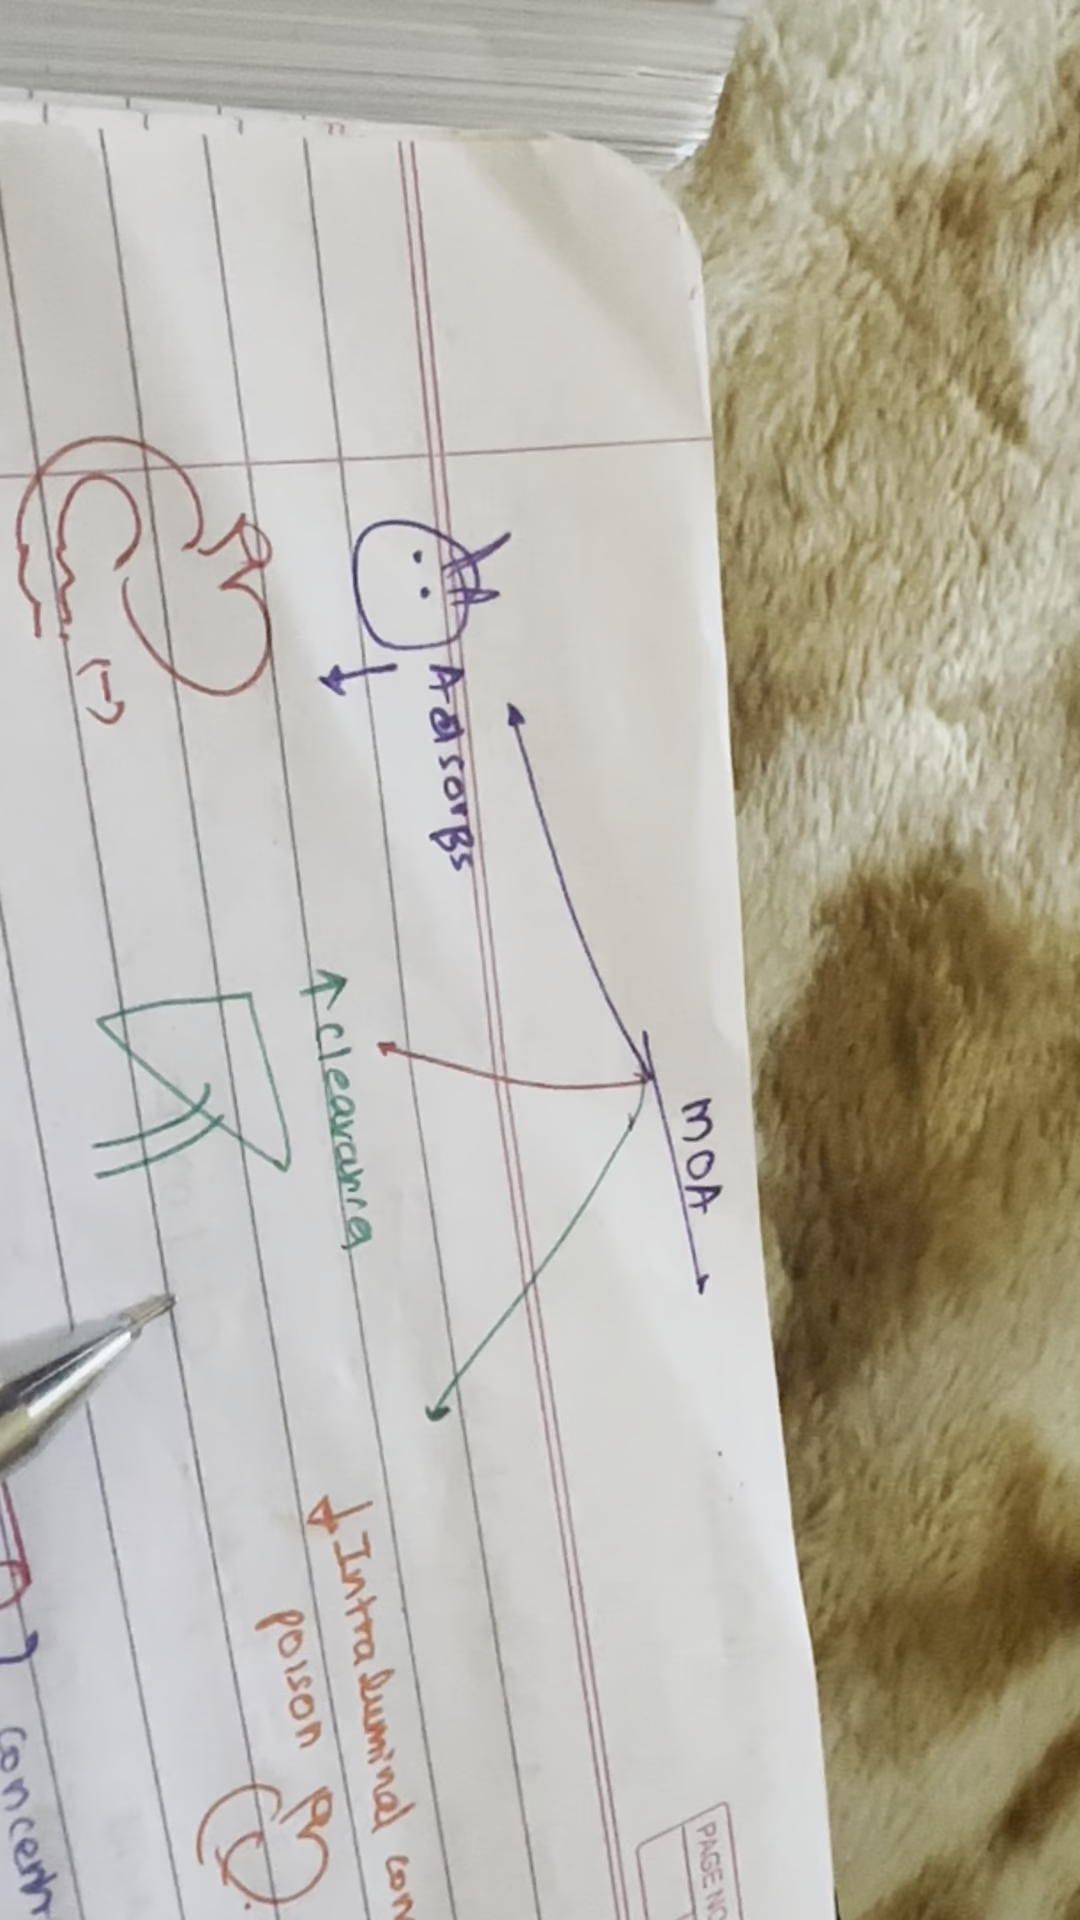 PAGE NO
MOA
Adsorbs
↓
↑ Clearance
↓ Intraluminal con
poison
(-)
concentr